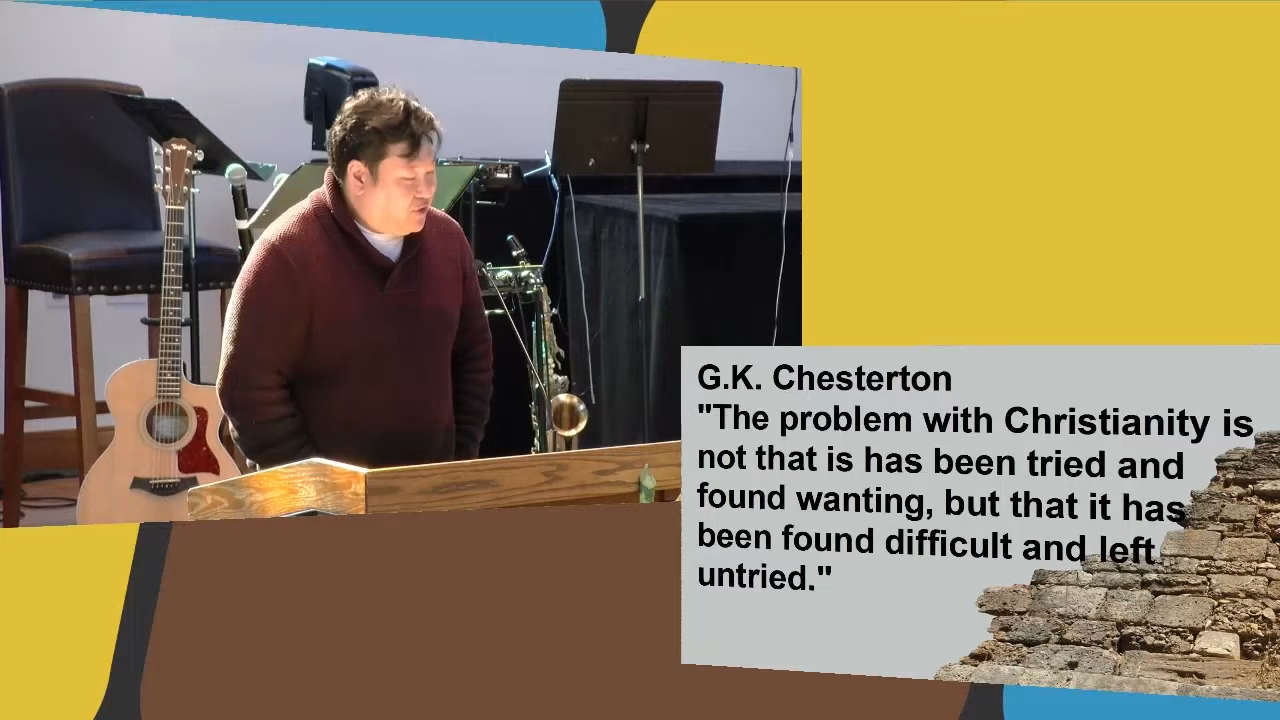 Taylor
G.K. Chesterton
"The problem with Christianity is
not that is has been tried and
found wanting, but that it has
been found difficult and left
untried."